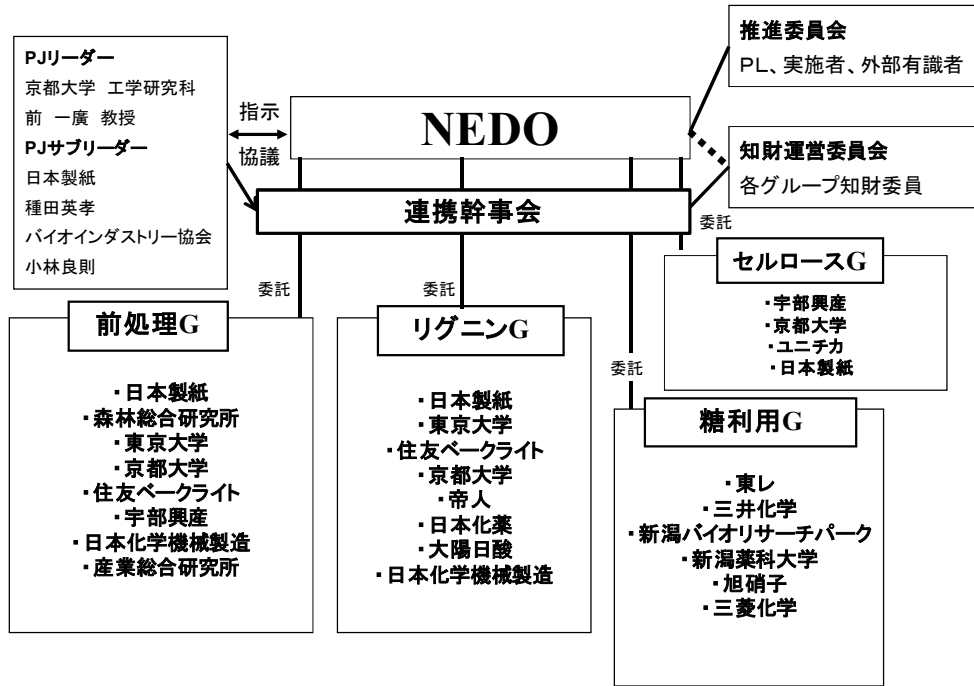 PJリーダー
京都大学 工学研究科
前 一廣 教授
PJサブリーダー
日本製紙
種田英孝
バイオインダストリー協会
小林良則
指示
協議
NEDO
推進委員会
PL、実施者、外部有識者
知財運営委員会
各グループ知財委員
連携幹事会
委託
委託
委託
委託
前処理G
・日本製紙
・森林総合研究所
・東京大学
・京都大学
・住友ベークライト
・宇部興産
・日本化学機械製造
・産業総合研究所
リグニンG
・日本製紙
・東京大学
・住友ベークライト
・京都大学
・帝人
・日本化薬
・大陽日酸
・日本化学機械製造
セルロースG
・宇部興産
・京都大学
・ユニチカ
・日本製紙
糖利用G
・東レ
・三井化学
・新潟バイオリサーチパーク
・新潟薬科大学
・旭硝子
・三菱化学